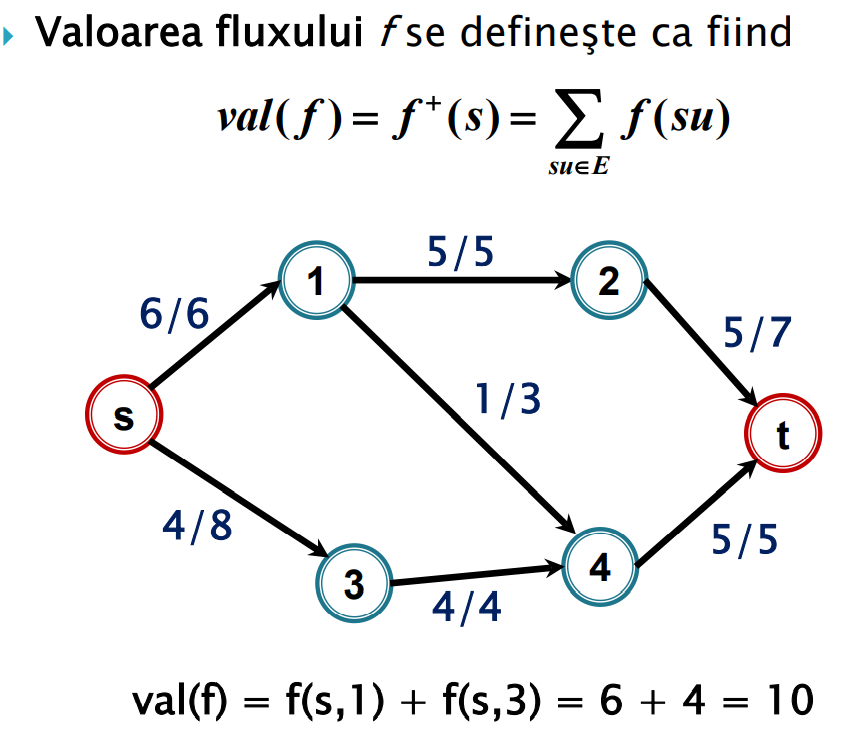 Valoarea fluxului f se defineşte ca fiind
val(f) = f⁺(s) = ∑ f(su)
su∈E
5/5
1
2
6/6
5/7
1/3
s
t
4/8
5/5
3
4
4/4
val(f) = f(s,1) + f(s,3) = 6 + 4 = 10